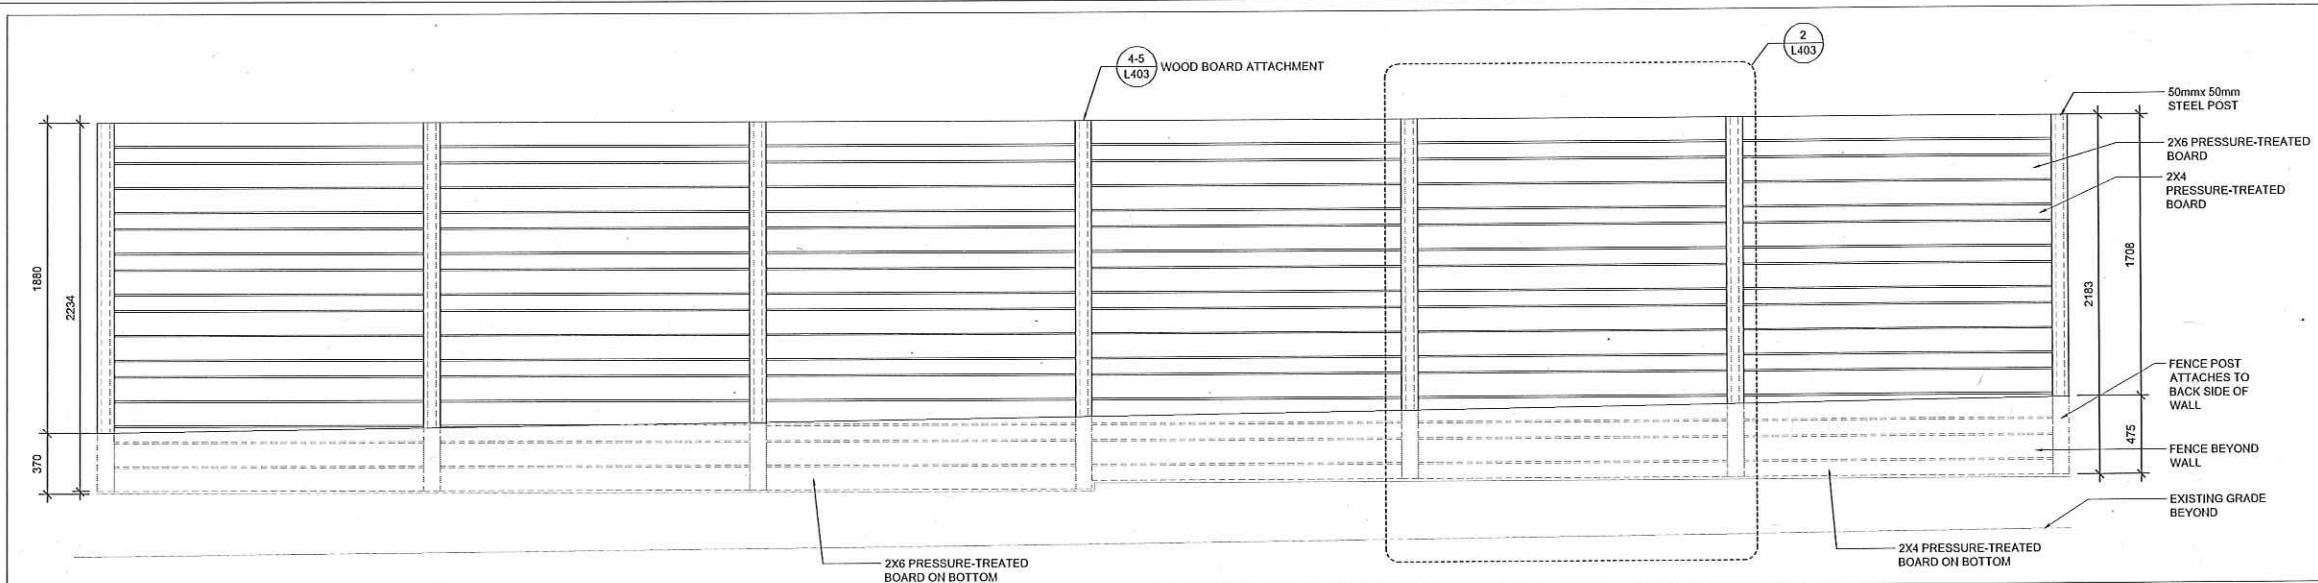 4-5
L403
WOOD BOARD ATTACHMENT
2
L403
50mmx 50mm
STEEL POST
2X6 PRESSURE-TREATED
BOARD
2X4
PRESSURE-TREATED
BOARD
1880
2234
370
2183
1708
475
FENCE POST
ATTACHES TO
BACK SIDE OF
WALL
FENCE BEYOND
WALL
EXISTING GRADE
BEYOND
2X6 PRESSURE-TREATED
BOARD ON BOTTOM
2X4 PRESSURE-TREATED
BOARD ON BOTTOM